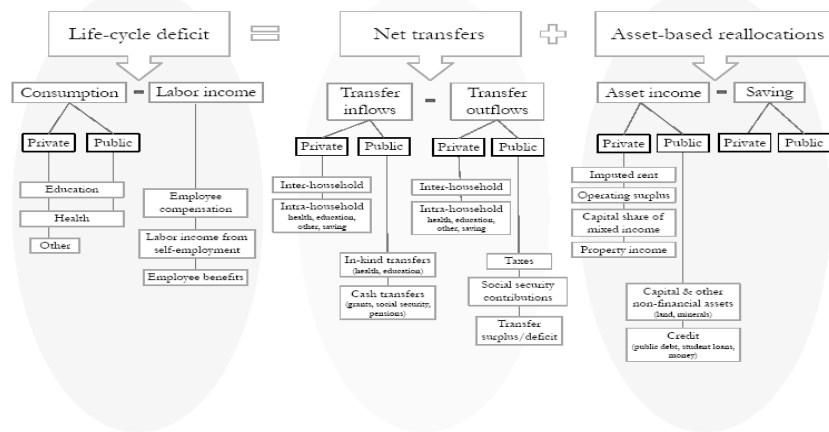 Life-cycle deficit = Net transfers + Asset-based reallocations
Consumption - Labor income
Private Public
Education
Health
Other
Employee
compensation
Labor income from
self-employment
Employee benefits
Transfer
inflows
-
Transfer
outflows
Private Public
Inter-household
Intra-household
health, education,
other, saving
In-kind transfers
(health, education)
Cash transfers
(grants, social security,
pensions)
Private Public
Inter-household
Intra-household
health, education,
other, saving
Taxes
Social security
contributions
Transfer
surplus/deficit
Asset income - Saving
Private Public
Imputed rent
Operating surplus
Capital share of
mixed income
Property income
Capital & other
non-financial assets
(land, minerals)
Credit
(public debt, student loans,
money)
Private Public